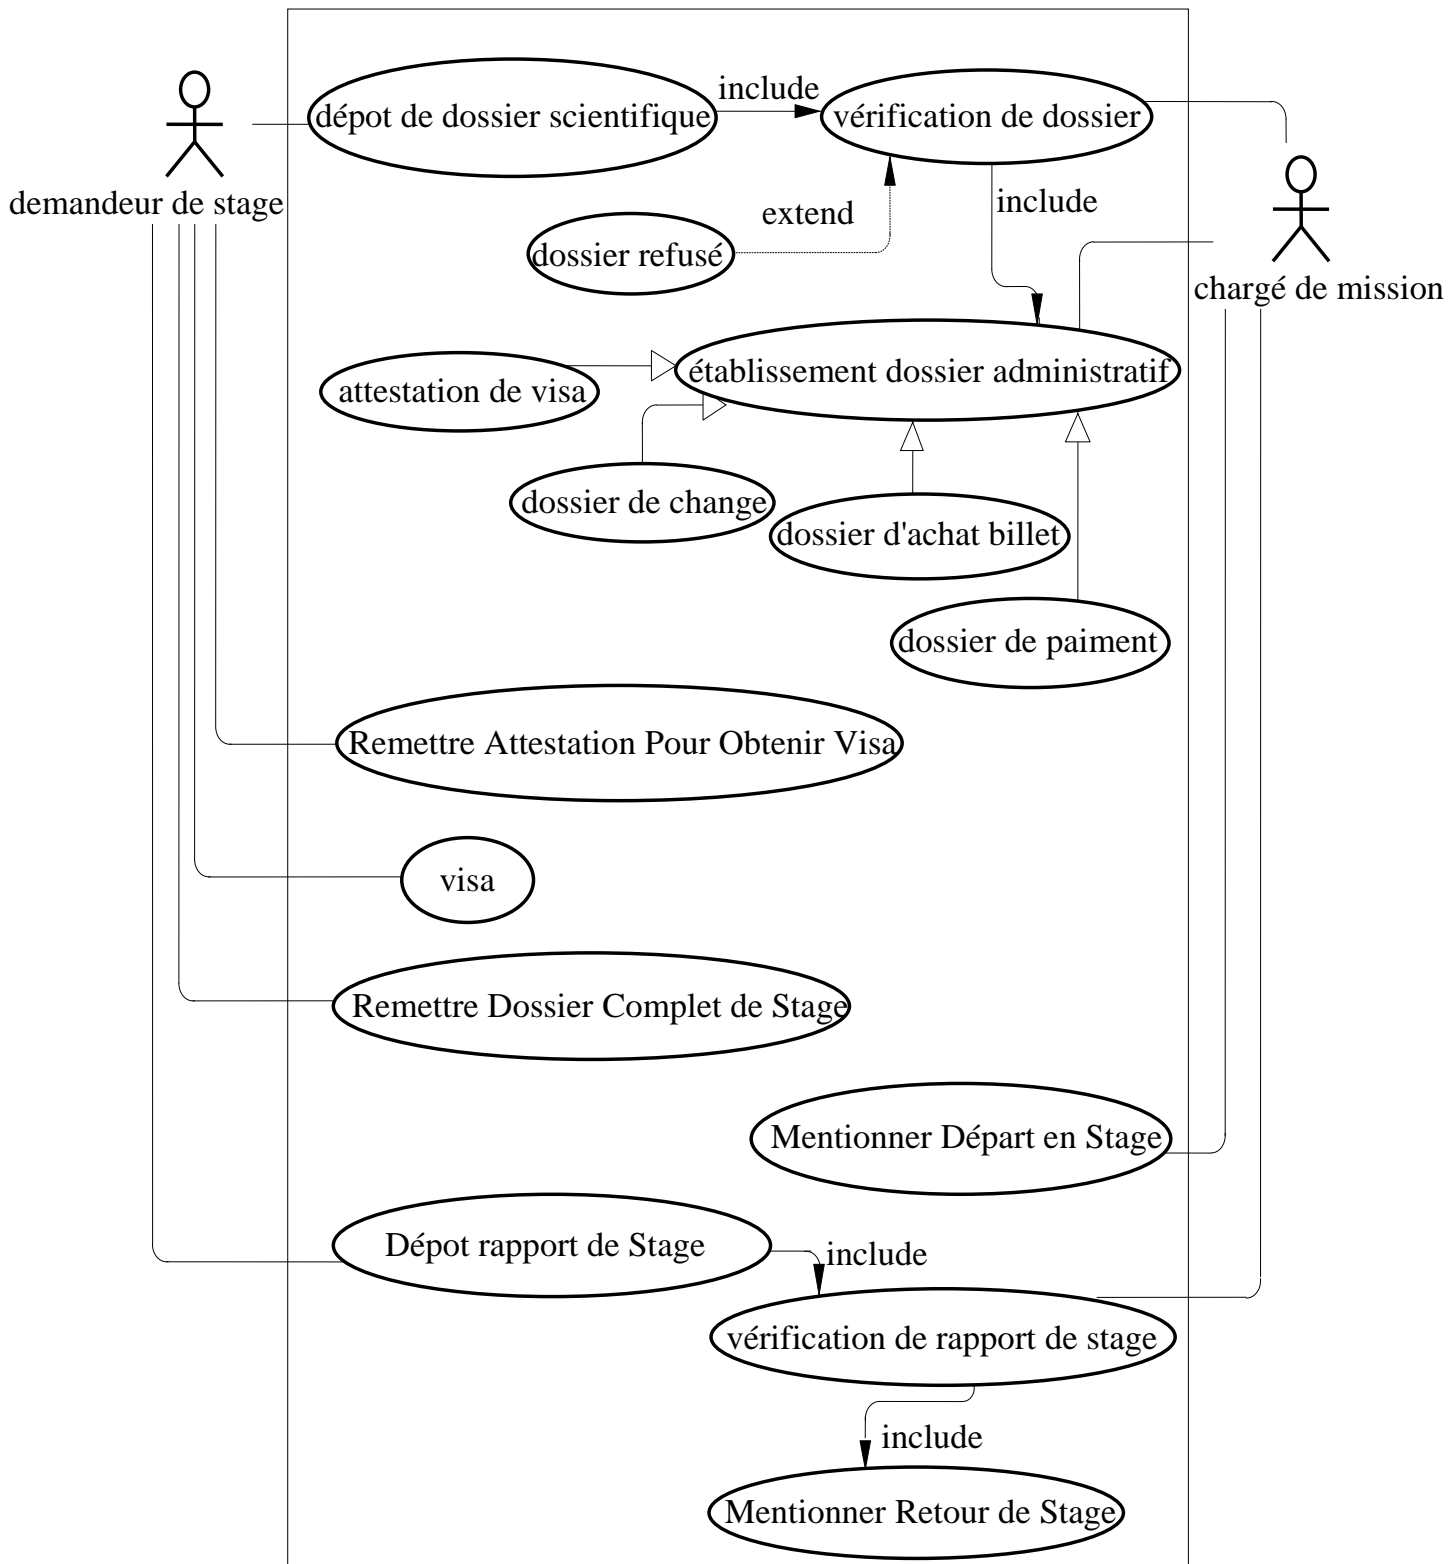 include
dépot de dossier scientifique
vérification de dossier
demandeur de stage
extend
include
dossier refusé
chargé de mission
établissement dossier administratif
attestation de visa
dossier de change
dossier d'achat billet
dossier de paiment
Remettre Attestation Pour Obtenir Visa
visa
Remettre Dossier Complet de Stage
Mentionner Départ en Stage
Dépot rapport de Stage
include
vérification de rapport de stage
include
Mentionner Retour de Stage